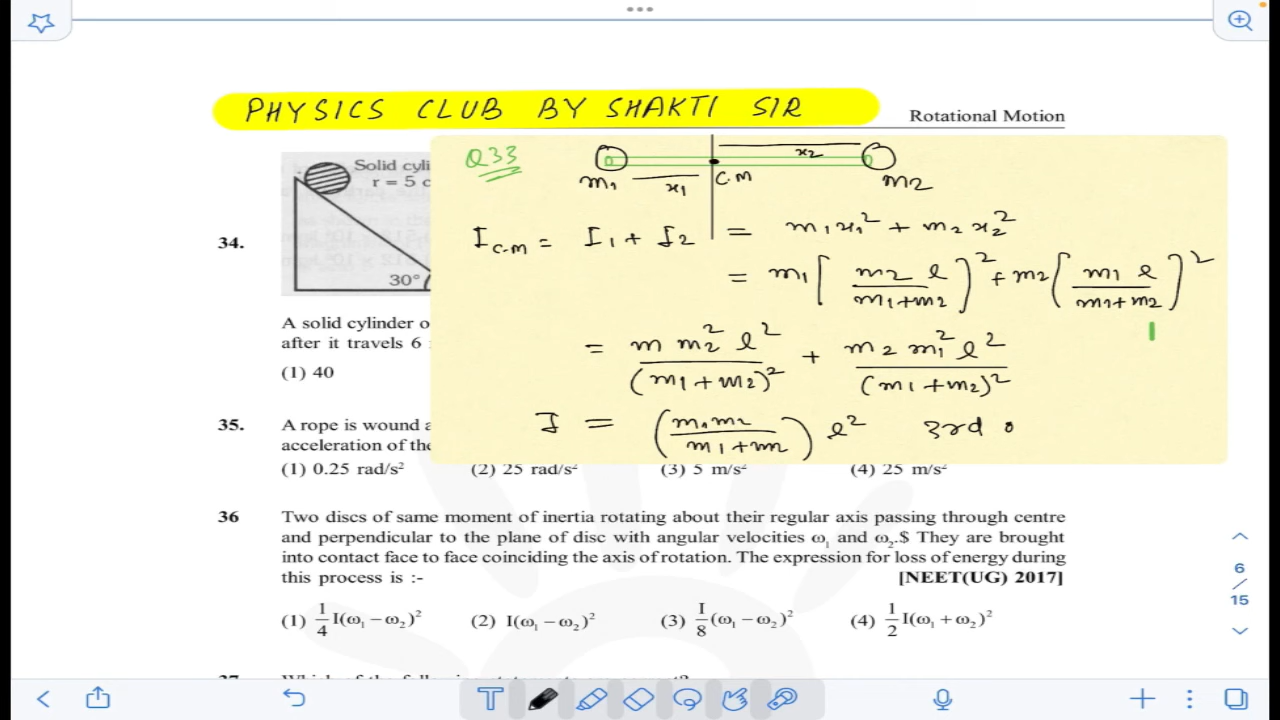 PHYSICS CLUB BY SHAKTI SIR
Rotational Motion
Q33
m1 x1 C.M x2 m2
I C.M = I1 + I2 = m1x1² + m2x2²
= m1[m2 l / m1+m2)² + m2(m1 l / m1+m2)²
= m m2² l² / (m1+m2)² + m2 m1² l² / (m1+m2)²
I = (m1m2 / m1+m2) l² 3rd
34.
Solid cyli
r = 5 c
30°
A solid cylinder o
after it travels 6
(1) 40
35. A rope is wound a
acceleration of the
(1) 0.25 rad/s² (2) 25 rad/s² (3) 5 m/s² (4) 25 m/s²
36 Two discs of same moment of inertia rotating about their regular axis passing through centre
and perpendicular to the plane of disc with angular velocities ω₁ and ω₂.$ They are brought
into contact face to face coinciding the axis of rotation. The expression for loss of energy during
this process is :- [NEET(UG) 2017]
(1) 1/4 I(ω₁ − ω₂)² (2) I(ω₁ − ω₂)² (3) I/8 (ω₁ − ω₂)² (4) 1/2 I(ω₁ + ω₂)²
6
/
15
T